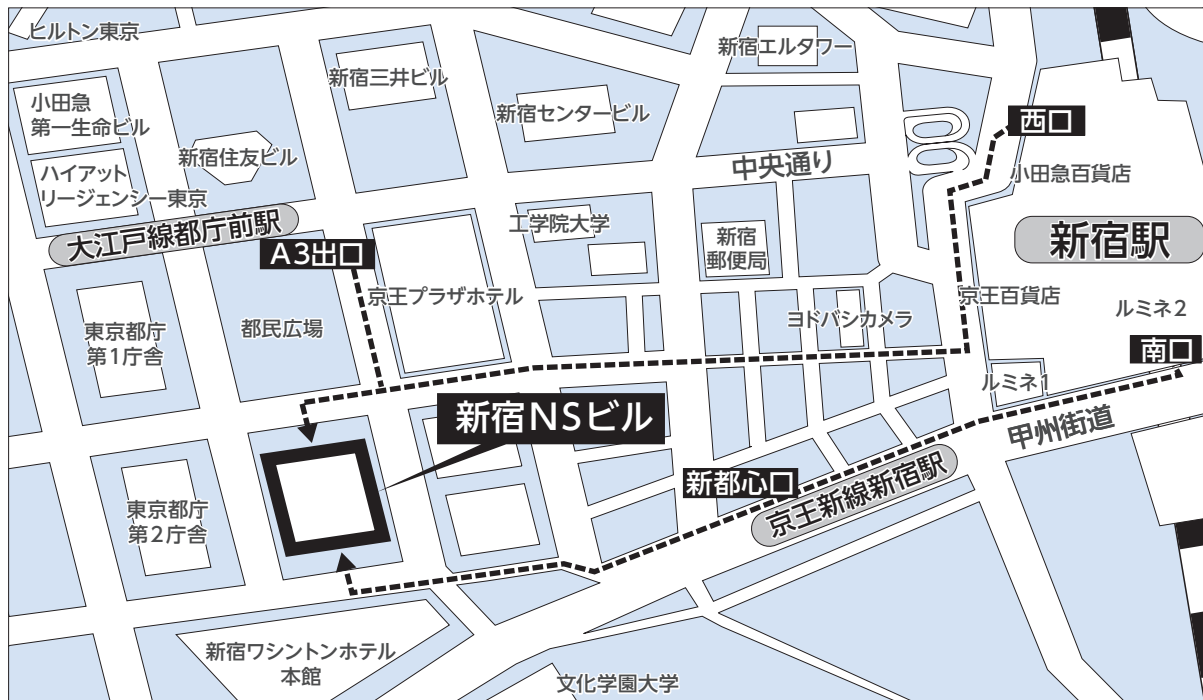 ヒルトン東京
新宿三井ビル
新宿エルタワー
小田急
第一生命ビル
新宿センタービル
西口
新宿住友ビル
中央通り
ハイアット
リージェンシー東京
小田急百貨店
大江戸線都庁前駅
A3出口
工学院大学
新宿
郵便局
新宿駅
京王プラザホテル
京王百貨店
ルミネ2
東京都庁
第1庁舎
都民広場
ヨドバシカメラ
南口
ルミネ1
新宿NSビル
甲州街道
新都心口
京王新線新宿駅
東京都庁
第2庁舎
新宿ワシントンホテル
本館
文化学園大学